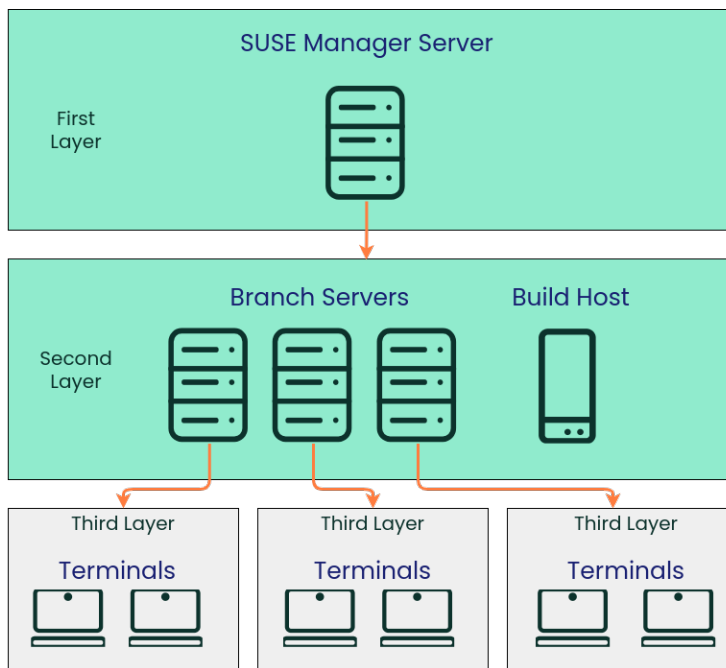 SUSE Manager Server
First
Layer
Branch Servers
Build Host
Second
Layer
Third Layer
Third Layer
Third Layer
Terminals
Terminals
Terminals